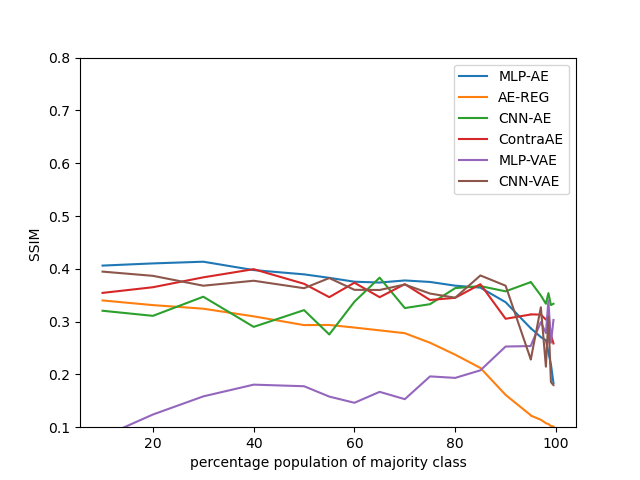 0.8
0.7
0.6
0.5
0.4
0.3
0.2
0.1
SSIM
20
40
60
80
100
percentage population of majority class
MLP-AE
AE-REG
CNN-AE
ContraAE
MLP-VAE
CNN-VAE